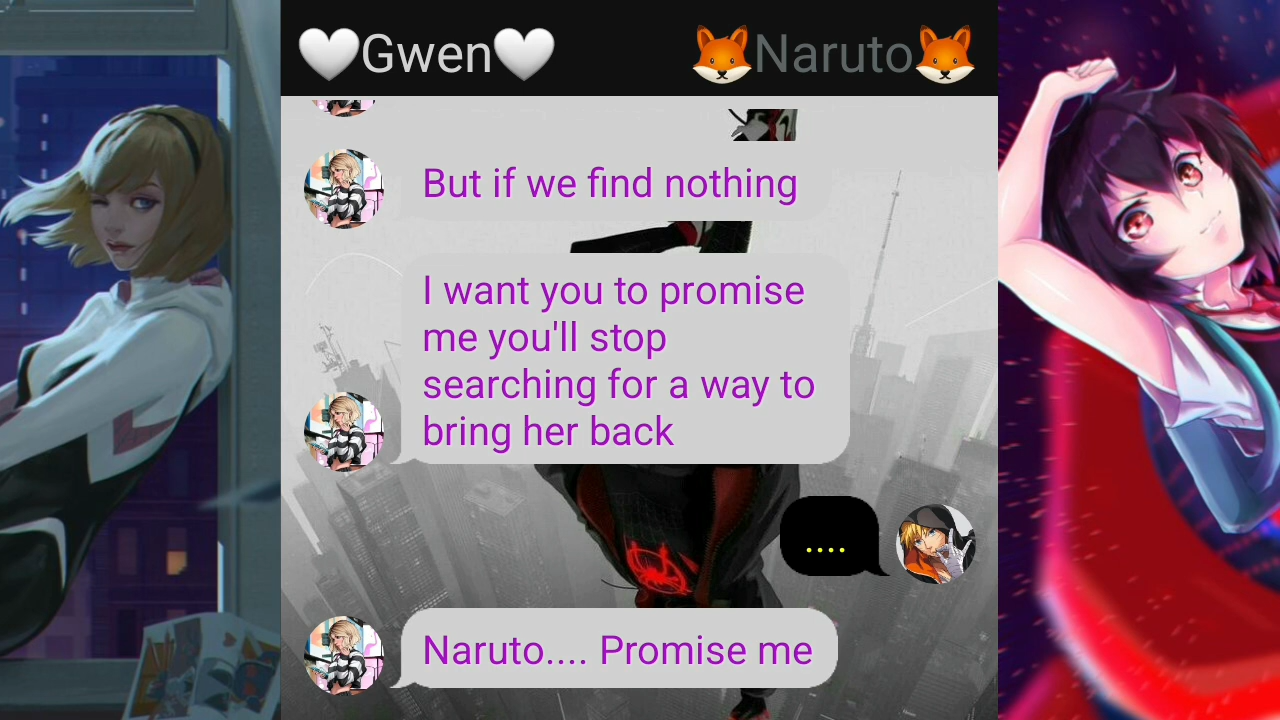 🤍Gwen🤍
🦊Naruto🦊
But if we find nothing
I want you to promise
me you'll stop
searching for a way to
bring her back
....
Naruto.... Promise me